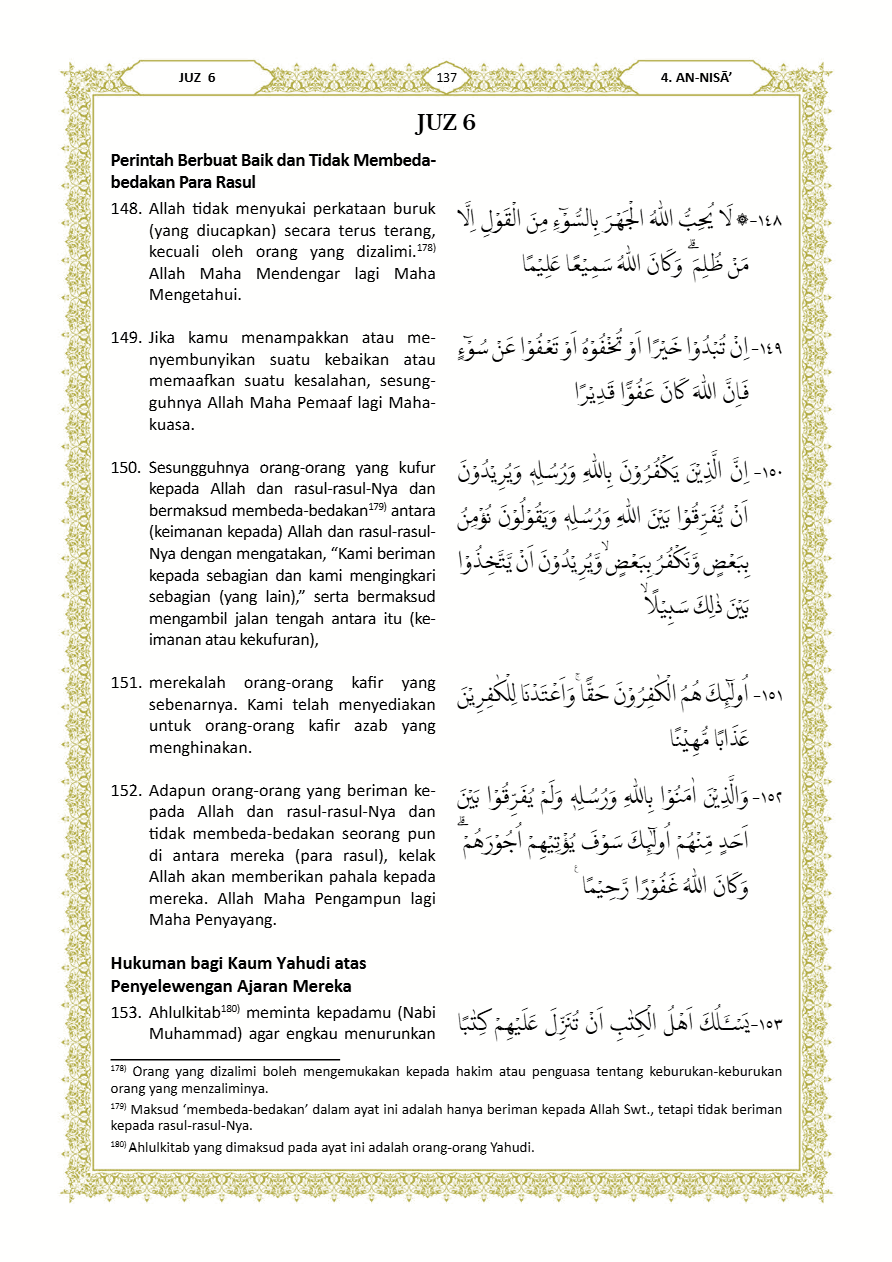 JUZ 6
137
4. AN-NISĀ’
JUZ 6
Perintah Berbuat Baik dan Tidak Membeda-
bedakan Para Rasul
148. Allah tidak menyukai perkataan buruk
(yang diucapkan) secara terus terang,
kecuali oleh orang yang dizalimi.178)
Allah Maha Mendengar lagi Maha
Mengetahui.
١٤٨- ۞ لَا يُحِبُّ اللّٰهُ الْجَهْرَ بِالسُّوْۤءِ مِنَ الْقَوْلِ اِلَّا
مَنْ ظُلِمَ ۗ وَكَانَ اللّٰهُ سَمِيْعًا عَلِيْمًا
149. Jika kamu menampakkan atau me-
nyembunyikan suatu kebaikan atau
memaafkan suatu kesalahan, sesung-
guhnya Allah Maha Pemaaf lagi Maha-
kuasa.
١٤٩- اِنْ تُبْدُوْا خَيْرًا اَوْ تُخْفُوْهُ اَوْ تَعْفُوْا عَنْ سُوْۤءٍ
فَاِنَّ اللّٰهَ كَانَ عَفُوًّا قَدِيْرًا
150. Sesungguhnya orang-orang yang kufur
kepada Allah dan rasul-rasul-Nya dan
bermaksud membeda-bedakan179) antara
(keimanan kepada) Allah dan rasul-rasul-
Nya dengan mengatakan, “Kami beriman
kepada sebagian dan kami mengingkari
sebagian (yang lain),” serta bermaksud
mengambil jalan tengah antara itu (ke-
imanan atau kekufuran),
١٥٠- اِنَّ الَّذِيْنَ يَكْفُرُوْنَ بِاللّٰهِ وَرُسُلِهٖ وَيُرِيْدُوْنَ
اَنْ يُّفَرِّقُوْا بَيْنَ اللّٰهِ وَرُسُلِهٖ وَيَقُوْلُوْنَ نُؤْمِنُ
بِبَعْضٍ وَّنَكْفُرُ بِبَعْضٍۙ وَّيُرِيْدُوْنَ اَنْ يَّتَّخِذُوْا
بَيْنَ ذٰلِكَ سَبِيْلًاۙ
151. merekalah orang-orang kafir yang
sebenarnya. Kami telah menyediakan
untuk orang-orang kafir azab yang
menghinakan.
١٥١- اُولٰۤىِٕكَ هُمُ الْكٰفِرُوْنَ حَقًّاۚ وَاَعْتَدْنَا لِلْكٰفِرِيْنَ
عَذَابًا مُّهِيْنًا
152. Adapun orang-orang yang beriman ke-
pada Allah dan rasul-rasul-Nya dan
tidak membeda-bedakan seorang pun
di antara mereka (para rasul), kelak
Allah akan memberikan pahala kepada
mereka. Allah Maha Pengampun lagi
Maha Penyayang.
١٥٢- وَالَّذِيْنَ اٰمَنُوْا بِاللّٰهِ وَرُسُلِهٖ وَلَمْ يُفَرِّقُوْا بَيْنَ
اَحَدٍ مِّنْهُمْ اُولٰۤىِٕكَ سَوْفَ يُؤْتِيْهِمْ اُجُوْرَهُمْ ۗ
وَكَانَ اللّٰهُ غَفُوْرًا رَّحِيْمًا ۚ
Hukuman bagi Kaum Yahudi atas
Penyelewengan Ajaran Mereka
153. Ahlulkitab180) meminta kepadamu (Nabi
Muhammad) agar engkau menurunkan
١٥٣- يَسْـَٔلُكَ اَهْلُ الْكِتٰبِ اَنْ تُنَزِّلَ عَلَيْهِمْ كِتٰبًا
178) Orang yang dizalimi boleh mengemukakan kepada hakim atau penguasa tentang keburukan-keburukan
orang yang menzaliminya.
179) Maksud ‘membeda-bedakan’ dalam ayat ini adalah hanya beriman kepada Allah Swt., tetapi tidak beriman
kepada rasul-rasul-Nya.
180) Ahlulkitab yang dimaksud pada ayat ini adalah orang-orang Yahudi.